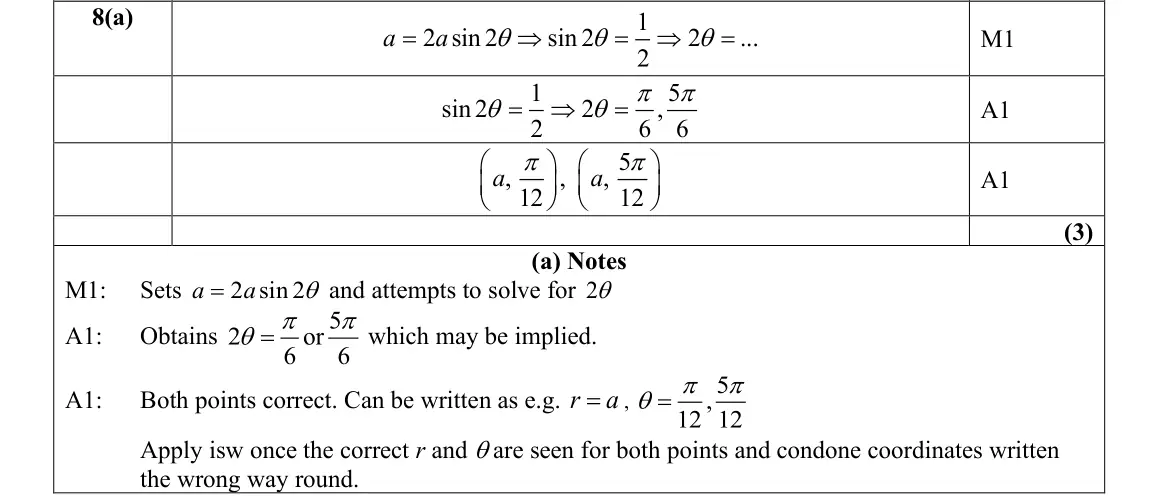 8(a) a = 2a sin 2θ ⇒ sin 2θ = 1/2 ⇒ 2θ = ... M1
sin 2θ = 1/2 ⇒ 2θ = π/6, 5π/6 A1
(a, π/12), (a, 5π/12) A1
(3)
(a) Notes
M1: Sets a = 2a sin 2θ and attempts to solve for 2θ
A1: Obtains 2θ = π/6 or 5π/6 which may be implied.
A1: Both points correct. Can be written as e.g. r = a , θ = π/12, 5π/12
Apply isw once the correct r and θ are seen for both points and condone coordinates written
the wrong way round.